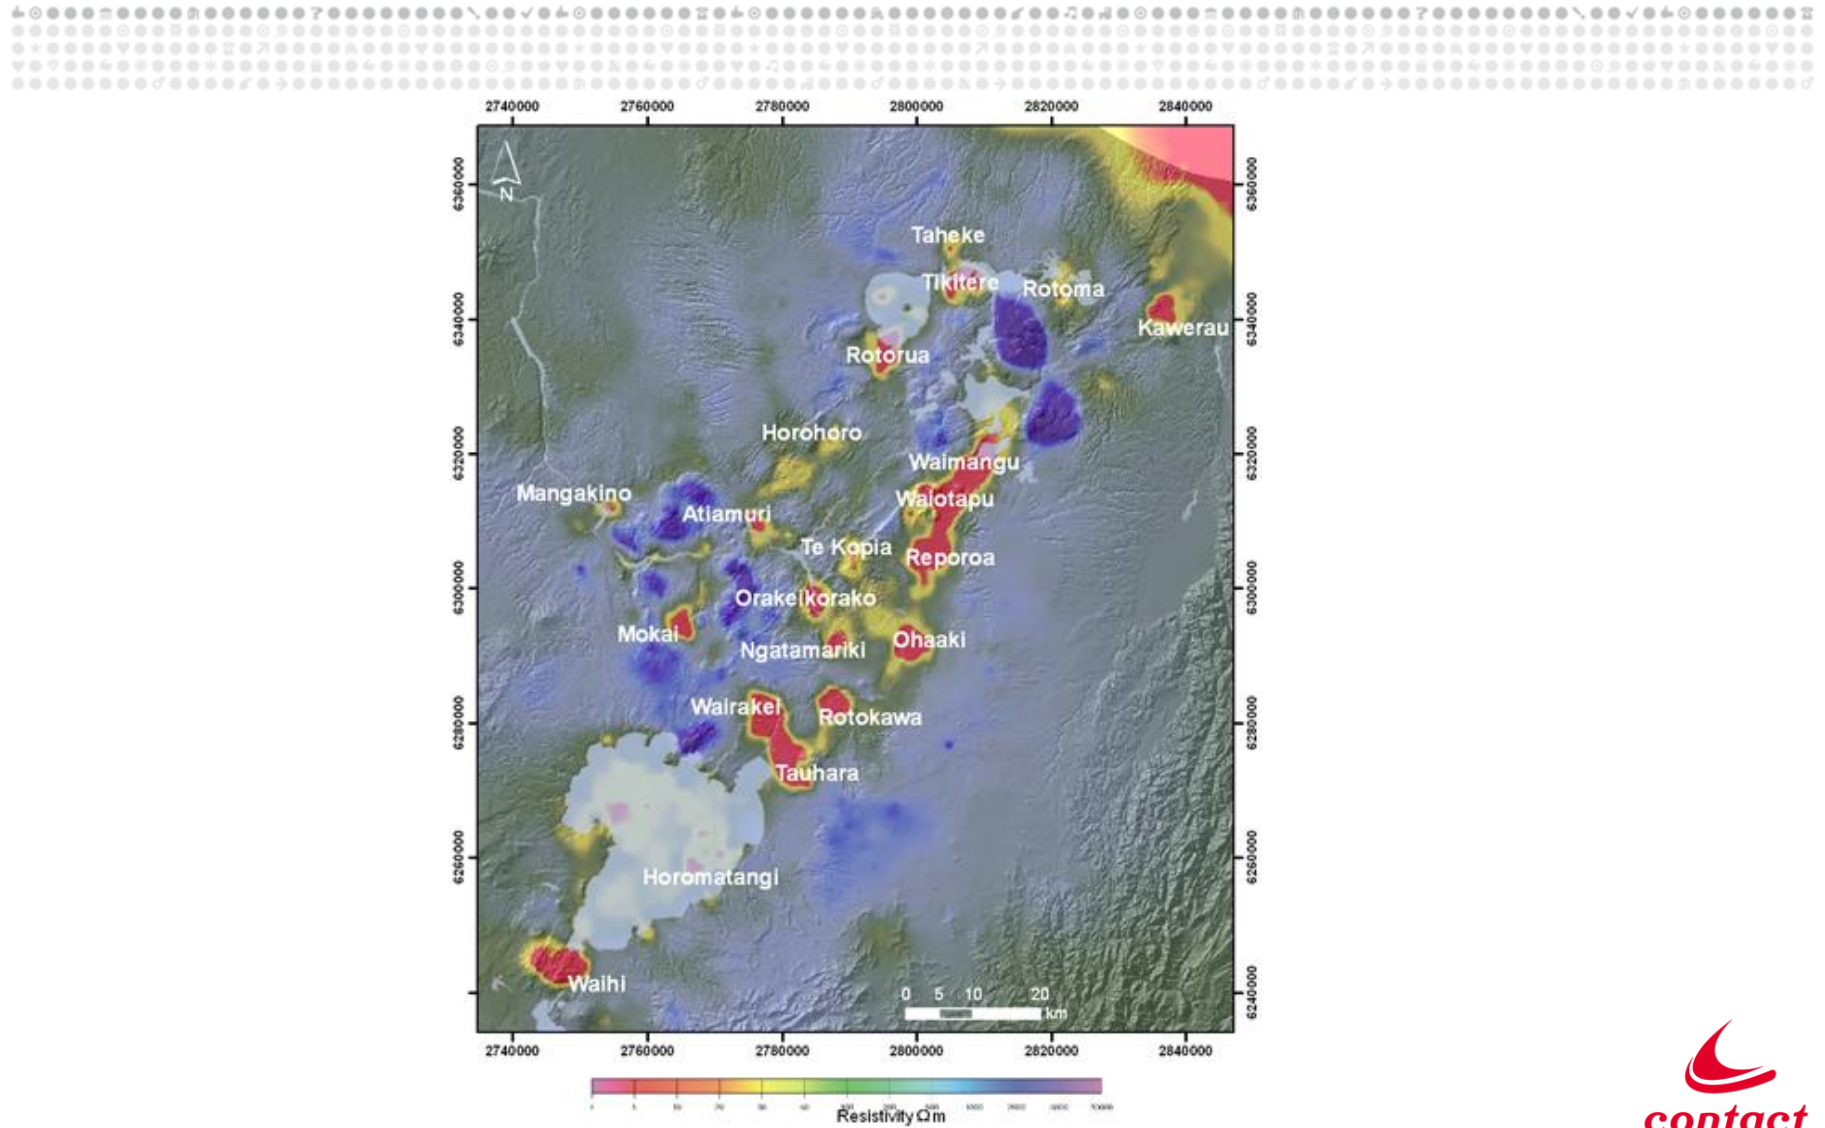 2740000 2760000 2780000 2800000 2820000 2840000
6360000
6340000
6320000
6300000
6280000
6260000
6240000
N
Taheke
Tikitere
Rotoma
Kawerau
Rotorua
Horohoro
Waimangu
Mangakino
Waiotapu
Atiamuri
Te Kopia
Reporoa
Orakeikorako
Mokai
Ohaaki
Ngatamariki
Wairakei
Rotokawa
Tauhara
Horomatangi
Waihi
0 5 10 20
km
6360000
6340000
6320000
6300000
6280000
6260000
6240000
2740000 2760000 2780000 2800000 2820000 2840000
Resistivity Ωm
contact